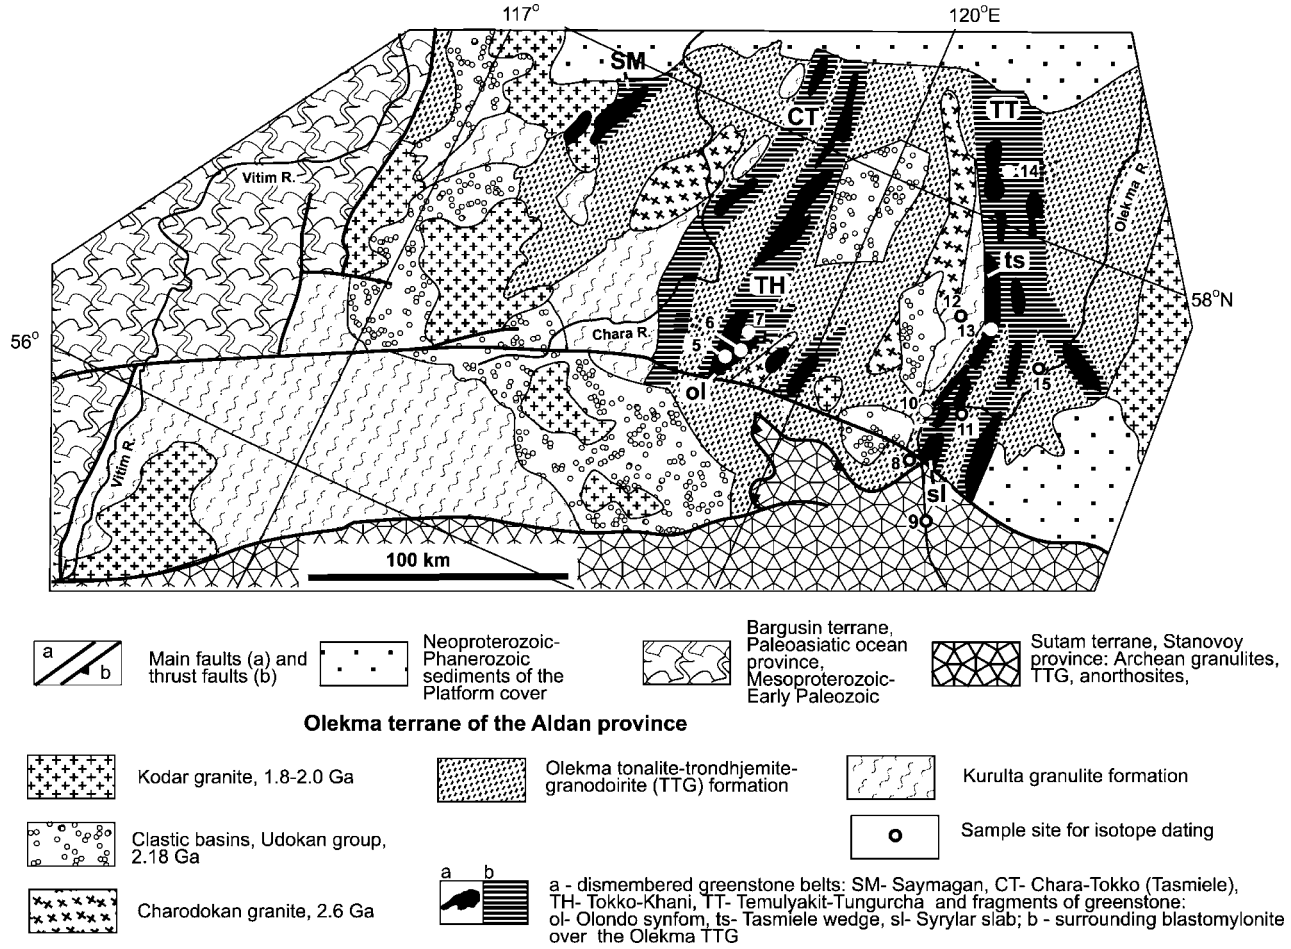 117°
120°E
SM
CT
TT
14
Vitim R.
Olekma R.
ts
TH
58°N
12
7
6
13
56°
Chara R.
5
ol
15
10
11
Vitim R.
8
sl
9
100 km
a
b
Main faults (a) and
thrust faults (b)
Neoproterozoic-
Phanerozoic
sediments of the
Platform cover
Bargusin terrane,
Paleoasiatic ocean
province,
Mesoproterozoic-
Early Paleozoic
Sutam terrane, Stanovoy
province: Archean granulites,
TTG, anorthosites,
Olekma terrane of the Aldan province
Kodar granite, 1.8-2.0 Ga
Olekma tonalite-trondhjemite-
granodoirite (TTG) formation
Kurulta granulite formation
Clastic basins, Udokan group,
2.18 Ga
Sample site for isotope dating
Charodokan granite, 2.6 Ga
a b
a - dismembered greenstone belts: SM- Saymagan, CT- Chara-Tokko (Tasmiele),
TH- Tokko-Khani, TT- Temulyakit-Tungurcha and fragments of greenstone:
ol- Olondo synfom, ts- Tasmiele wedge, sl- Syrylar slab; b - surrounding blastomylonite
over the Olekma TTG